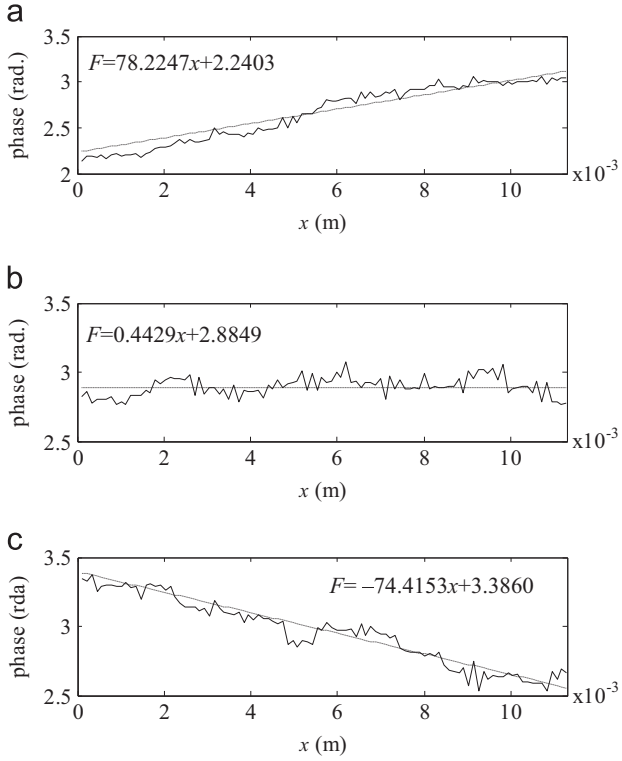 a
3.5
F=78.2247x+2.2403
3
2.5
2
phase (rad.)
0 2 4 6 8 10
x10⁻³
x (m)
b
3.5
F=0.4429x+2.8849
3
2.5
phase (rad.)
0 2 4 6 8 10
x10⁻³
x (m)
c
3.5
F= –74.4153x+3.3860
3
2.5
phase (rda)
0 2 4 6 8 10
x10⁻³
x (m)